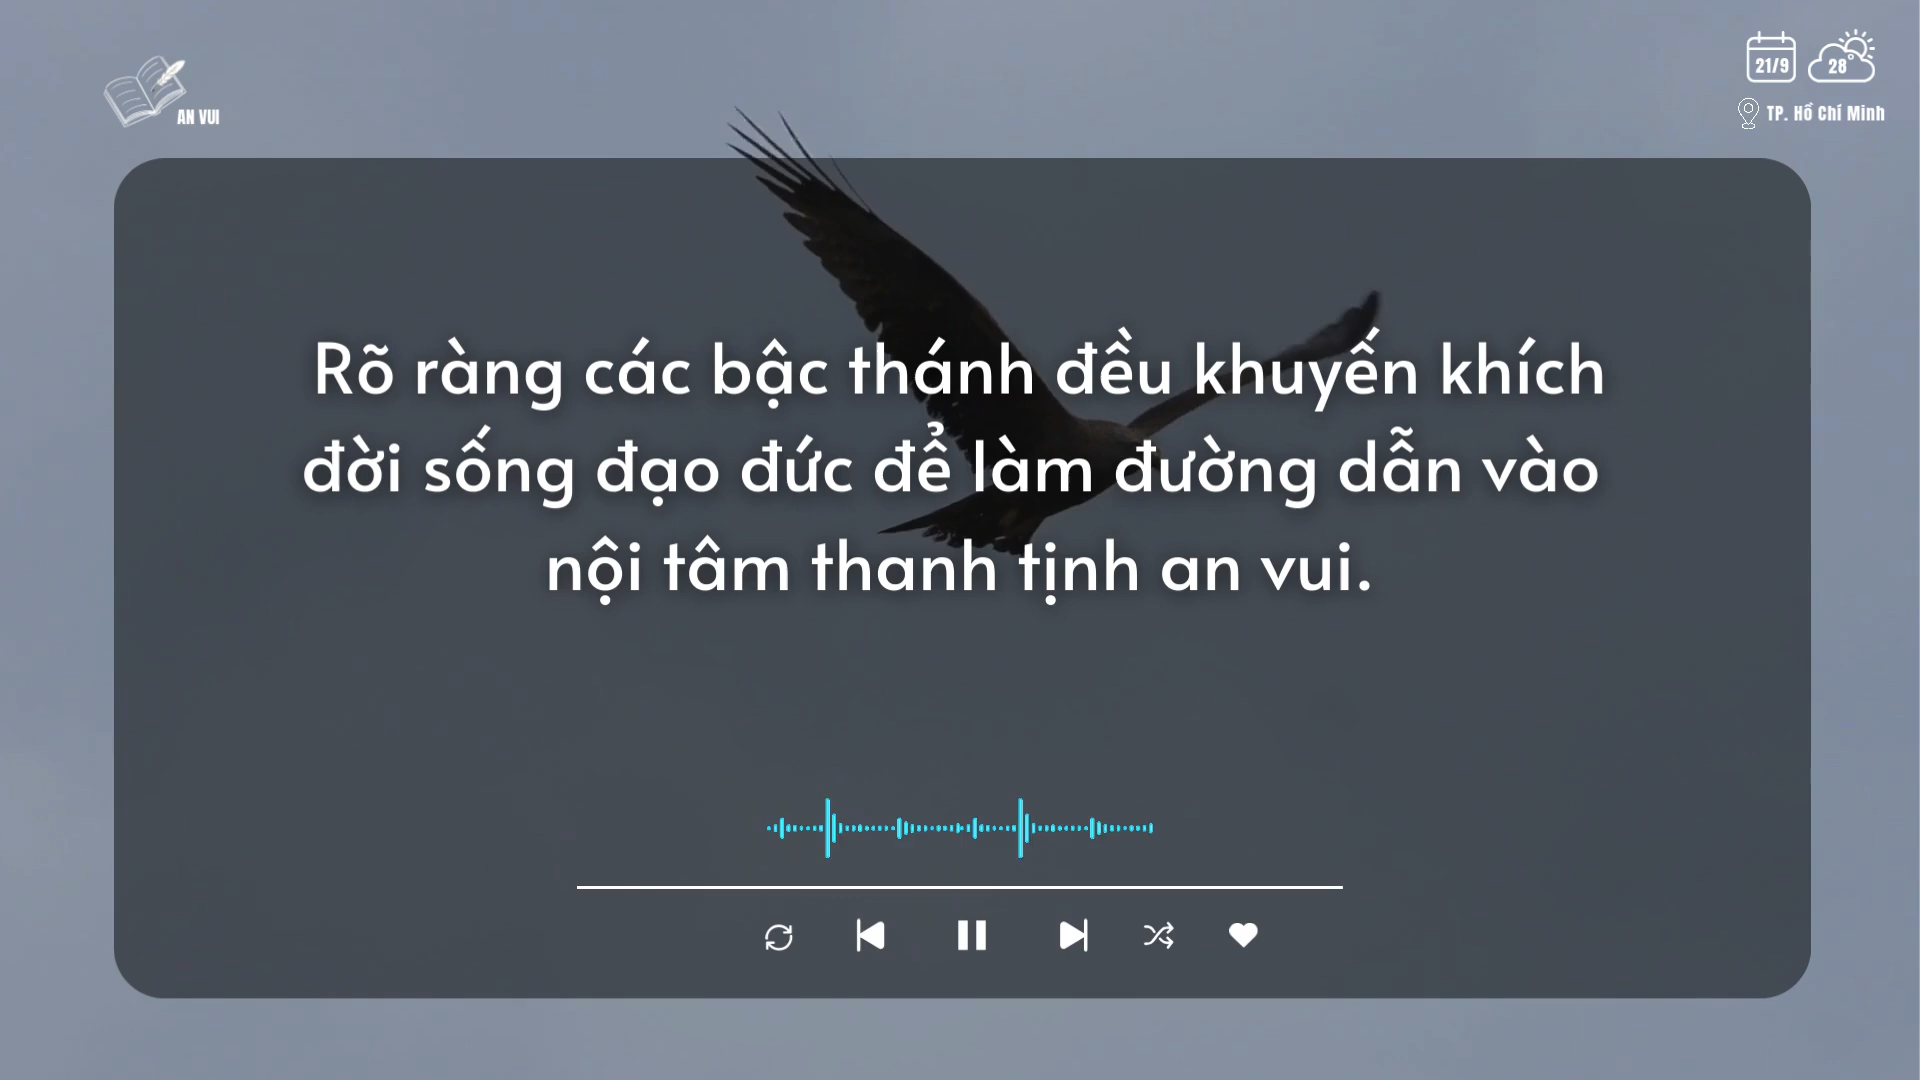 AN VUI
21/9
28°
TP. Hồ Chí Minh
Rõ ràng các bậc thánh đều khuyến khích
đời sống đạo đức để làm đường dẫn vào
nội tâm thanh tịnh an vui.